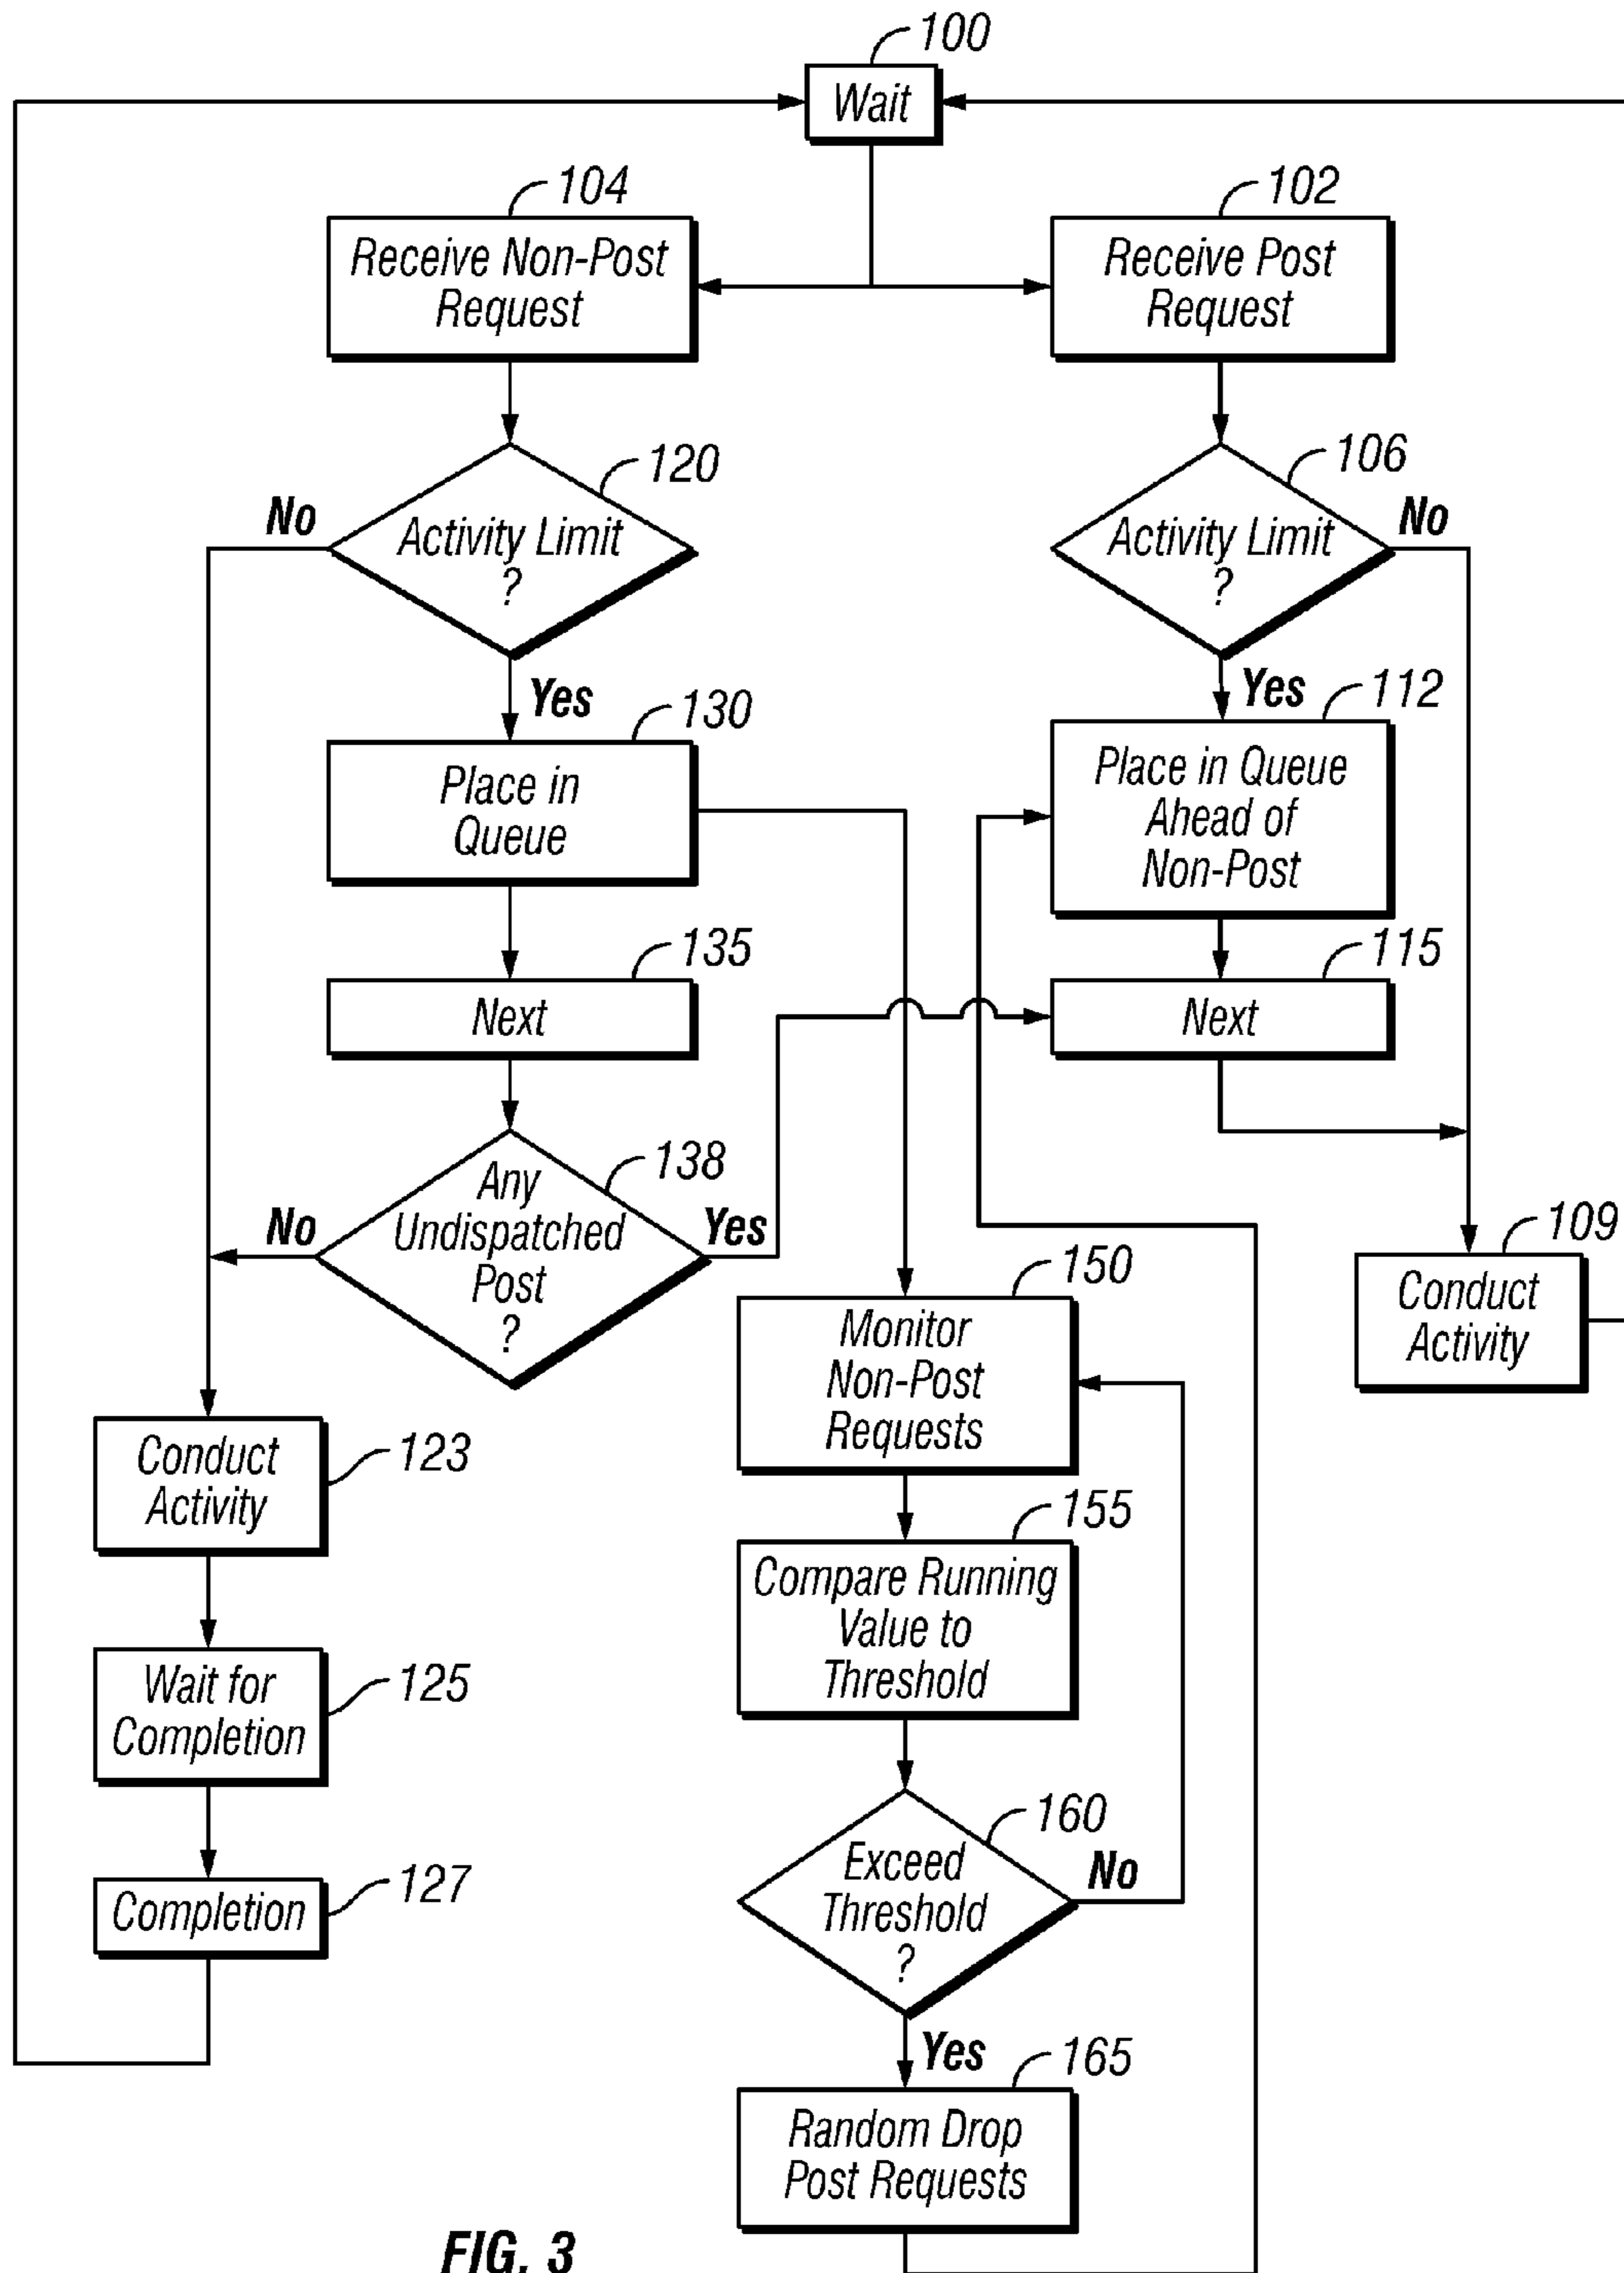 100
Wait
104
Receive Non-Post
Request
102
Receive Post
Request
120
No
Activity Limit
?
Yes
106
No
Activity Limit
?
Yes
130
Place in
Queue
112
Place in Queue
Ahead of
Non-Post
135
Next
115
Next
138
Any
Undispatched
Post
?
No
Yes
109
Conduct
Activity
150
Monitor
Non-Post
Requests
123
Conduct
Activity
155
Compare Running
Value to
Threshold
125
Wait for
Completion
160
Exceed
Threshold
?
No
Yes
127
Completion
165
Random Drop
Post Requests
FIG. 3